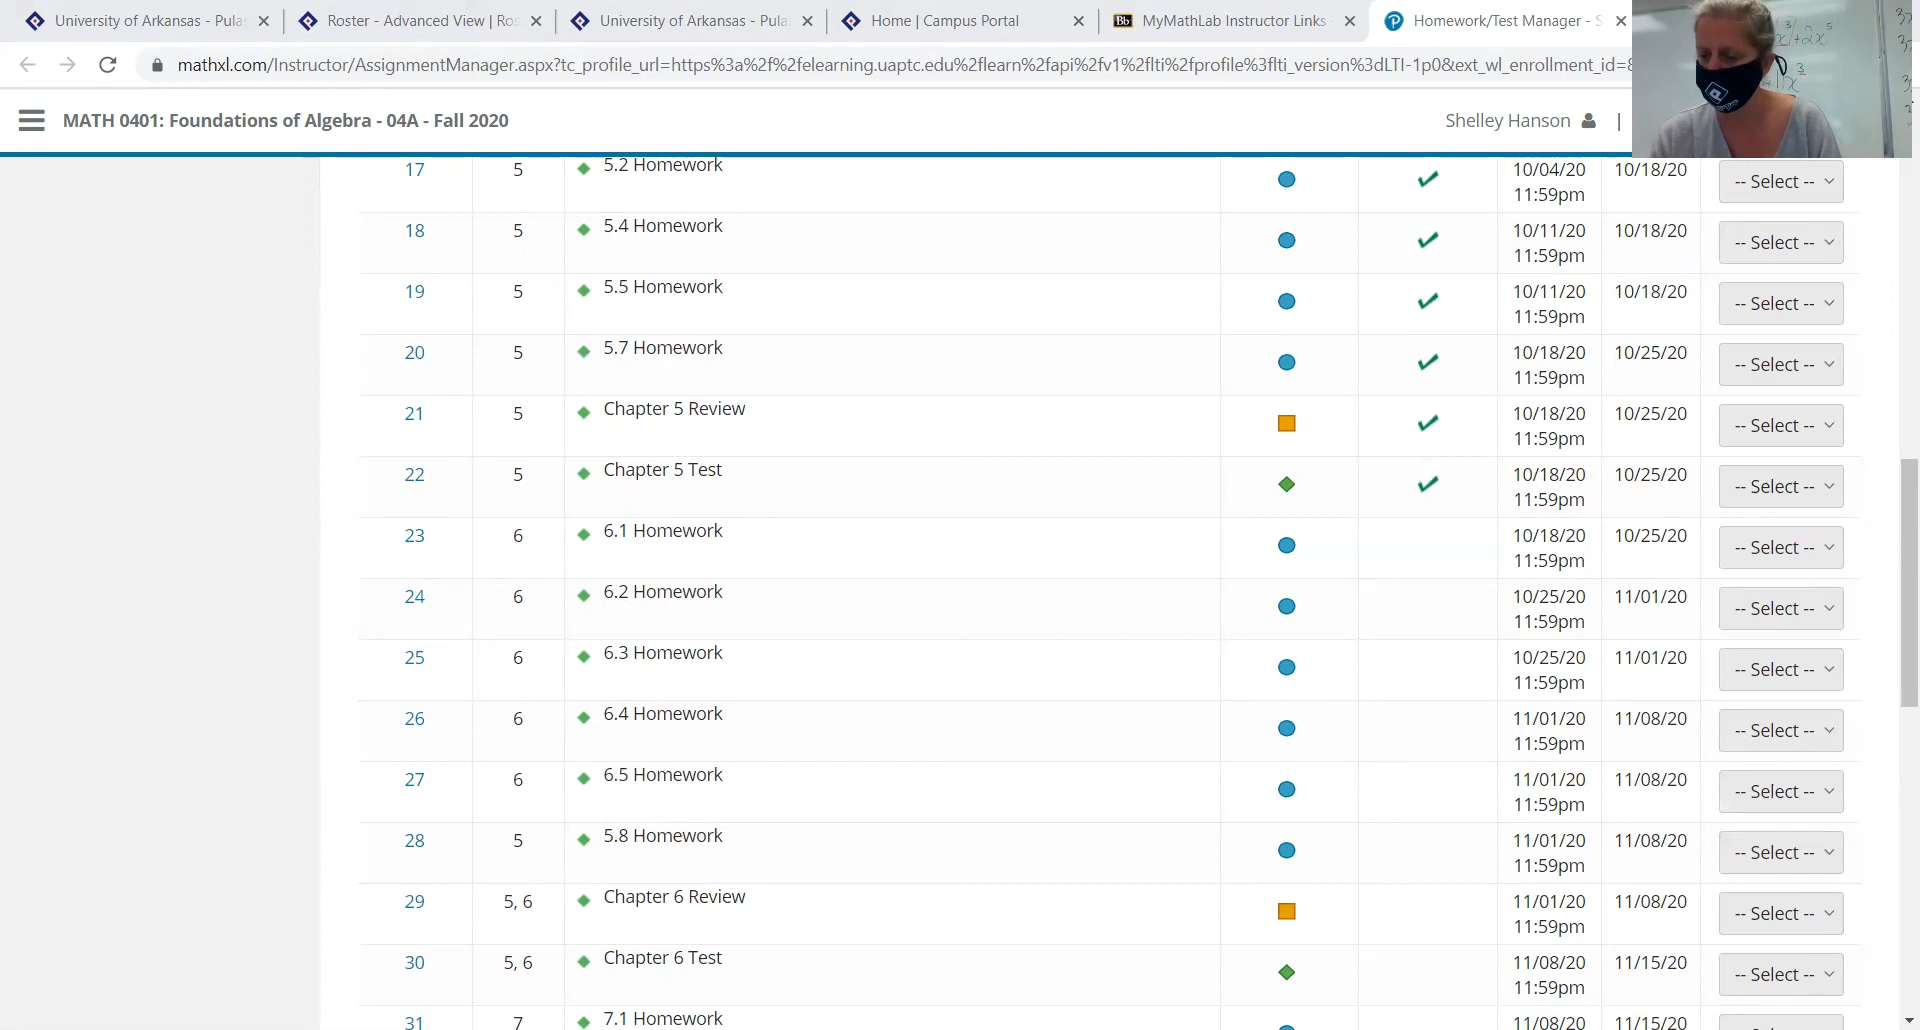 University of Arkansas - Pula
Roster - Advanced View | Ros
University of Arkansas - Pula
Home | Campus Portal
Bb MyMathLab Instructor Links -
Homework/Test Manager - S
mathxl.com/Instructor/AssignmentManager.aspx?tc_profile_url=https%3a%2f%2felearning.uaptc.edu%2flearn%2fapi%2fv1%2flti%2fprofile%3flti_version%3dLTI-1p0&ext_wl_enrollment_id=8
MATH 0401: Foundations of Algebra - 04A - Fall 2020
Shelley Hanson |
17 5 5.2 Homework 10/04/20 11:59pm 10/18/20 -- Select --
18 5 5.4 Homework 10/11/20 11:59pm 10/18/20 -- Select --
19 5 5.5 Homework 10/11/20 11:59pm 10/18/20 -- Select --
20 5 5.7 Homework 10/18/20 11:59pm 10/25/20 -- Select --
21 5 Chapter 5 Review 10/18/20 11:59pm 10/25/20 -- Select --
22 5 Chapter 5 Test 10/18/20 11:59pm 10/25/20 -- Select --
23 6 6.1 Homework 10/18/20 11:59pm 10/25/20 -- Select --
24 6 6.2 Homework 10/25/20 11:59pm 11/01/20 -- Select --
25 6 6.3 Homework 10/25/20 11:59pm 11/01/20 -- Select --
26 6 6.4 Homework 11/01/20 11:59pm 11/08/20 -- Select --
27 6 6.5 Homework 11/01/20 11:59pm 11/08/20 -- Select --
28 5 5.8 Homework 11/01/20 11:59pm 11/08/20 -- Select --
29 5, 6 Chapter 6 Review 11/01/20 11:59pm 11/08/20 -- Select --
30 5, 6 Chapter 6 Test 11/08/20 11:59pm 11/15/20 -- Select --
31 7 7.1 Homework 11/08/20 11/15/20